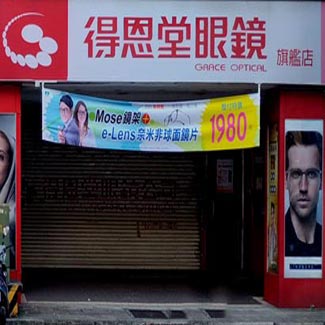 得恩堂眼鏡
GRACE OPTICAL
旗艦店
Mose鏡架+
e-Lens奈米非球面鏡片
1980